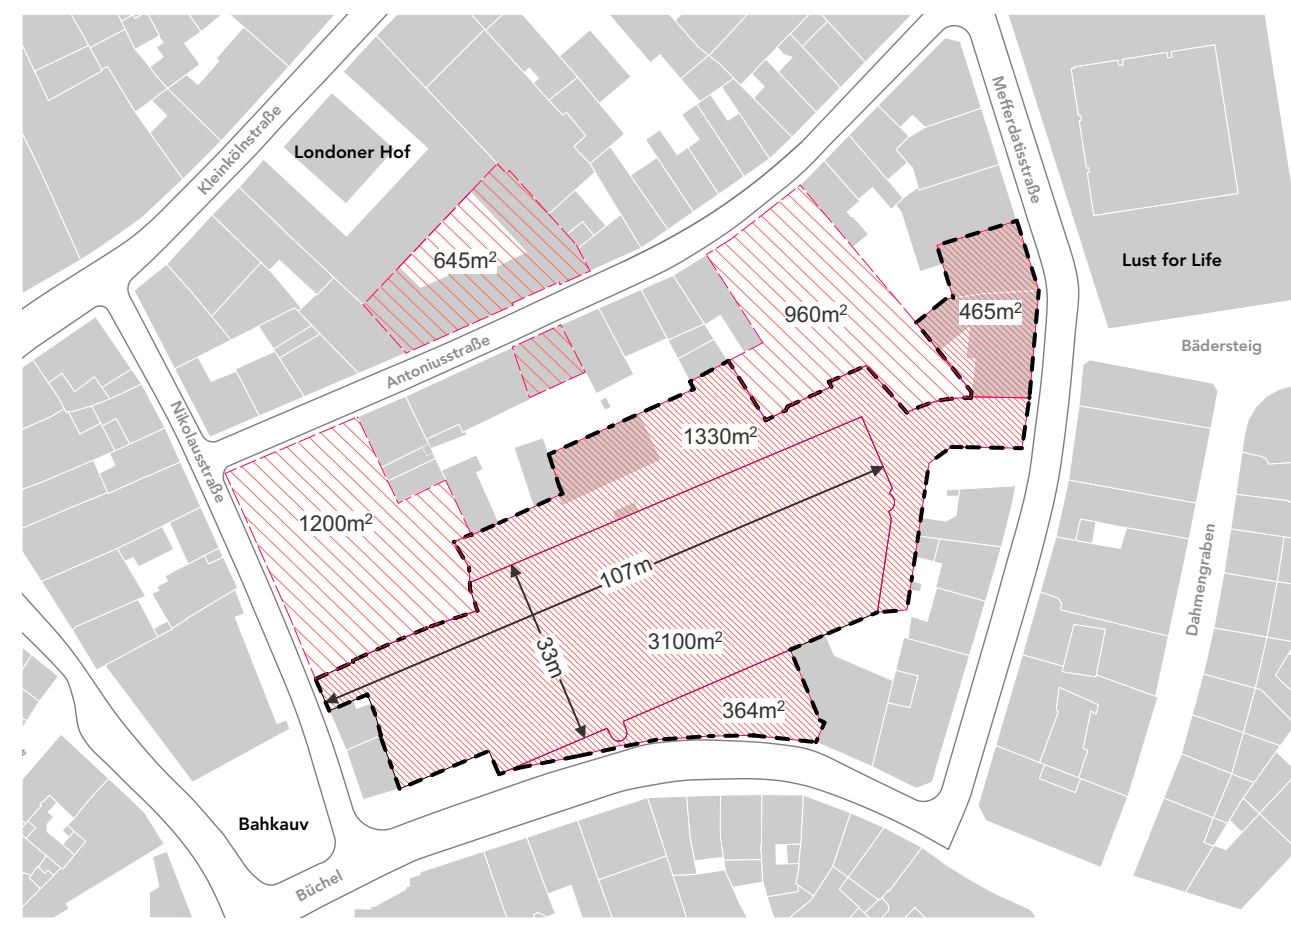 Kleinkölnstraße
Londoner Hof
Mefferdatisstraße
645m²
Lust for Life
960m²
465m²
Bädersteig
Antoniusstraße
Nikolausstraße
1330m²
1200m²
107m
Dahmengraben
33m
3100m²
364m²
Bahkauv
Büchel